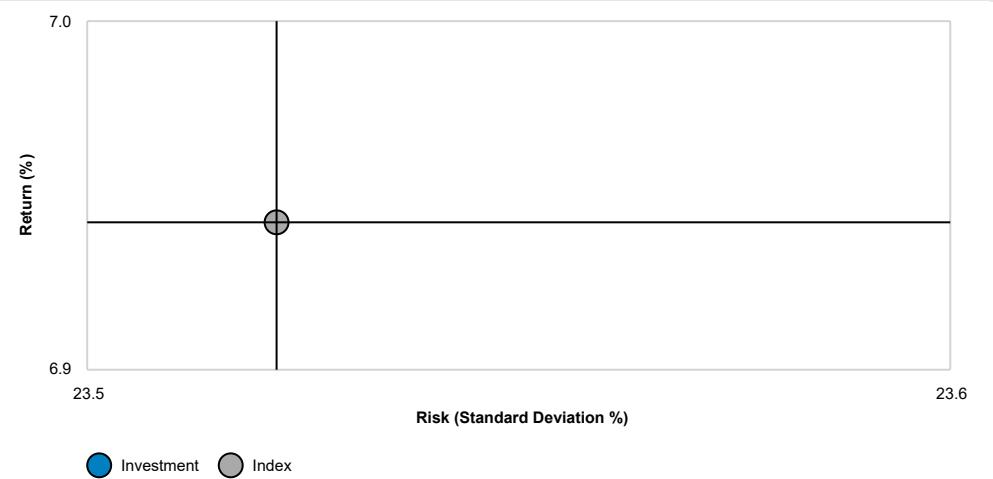 7.0
Return (%)
6.9
23.5
23.6
Risk (Standard Deviation %)
Investment
Index